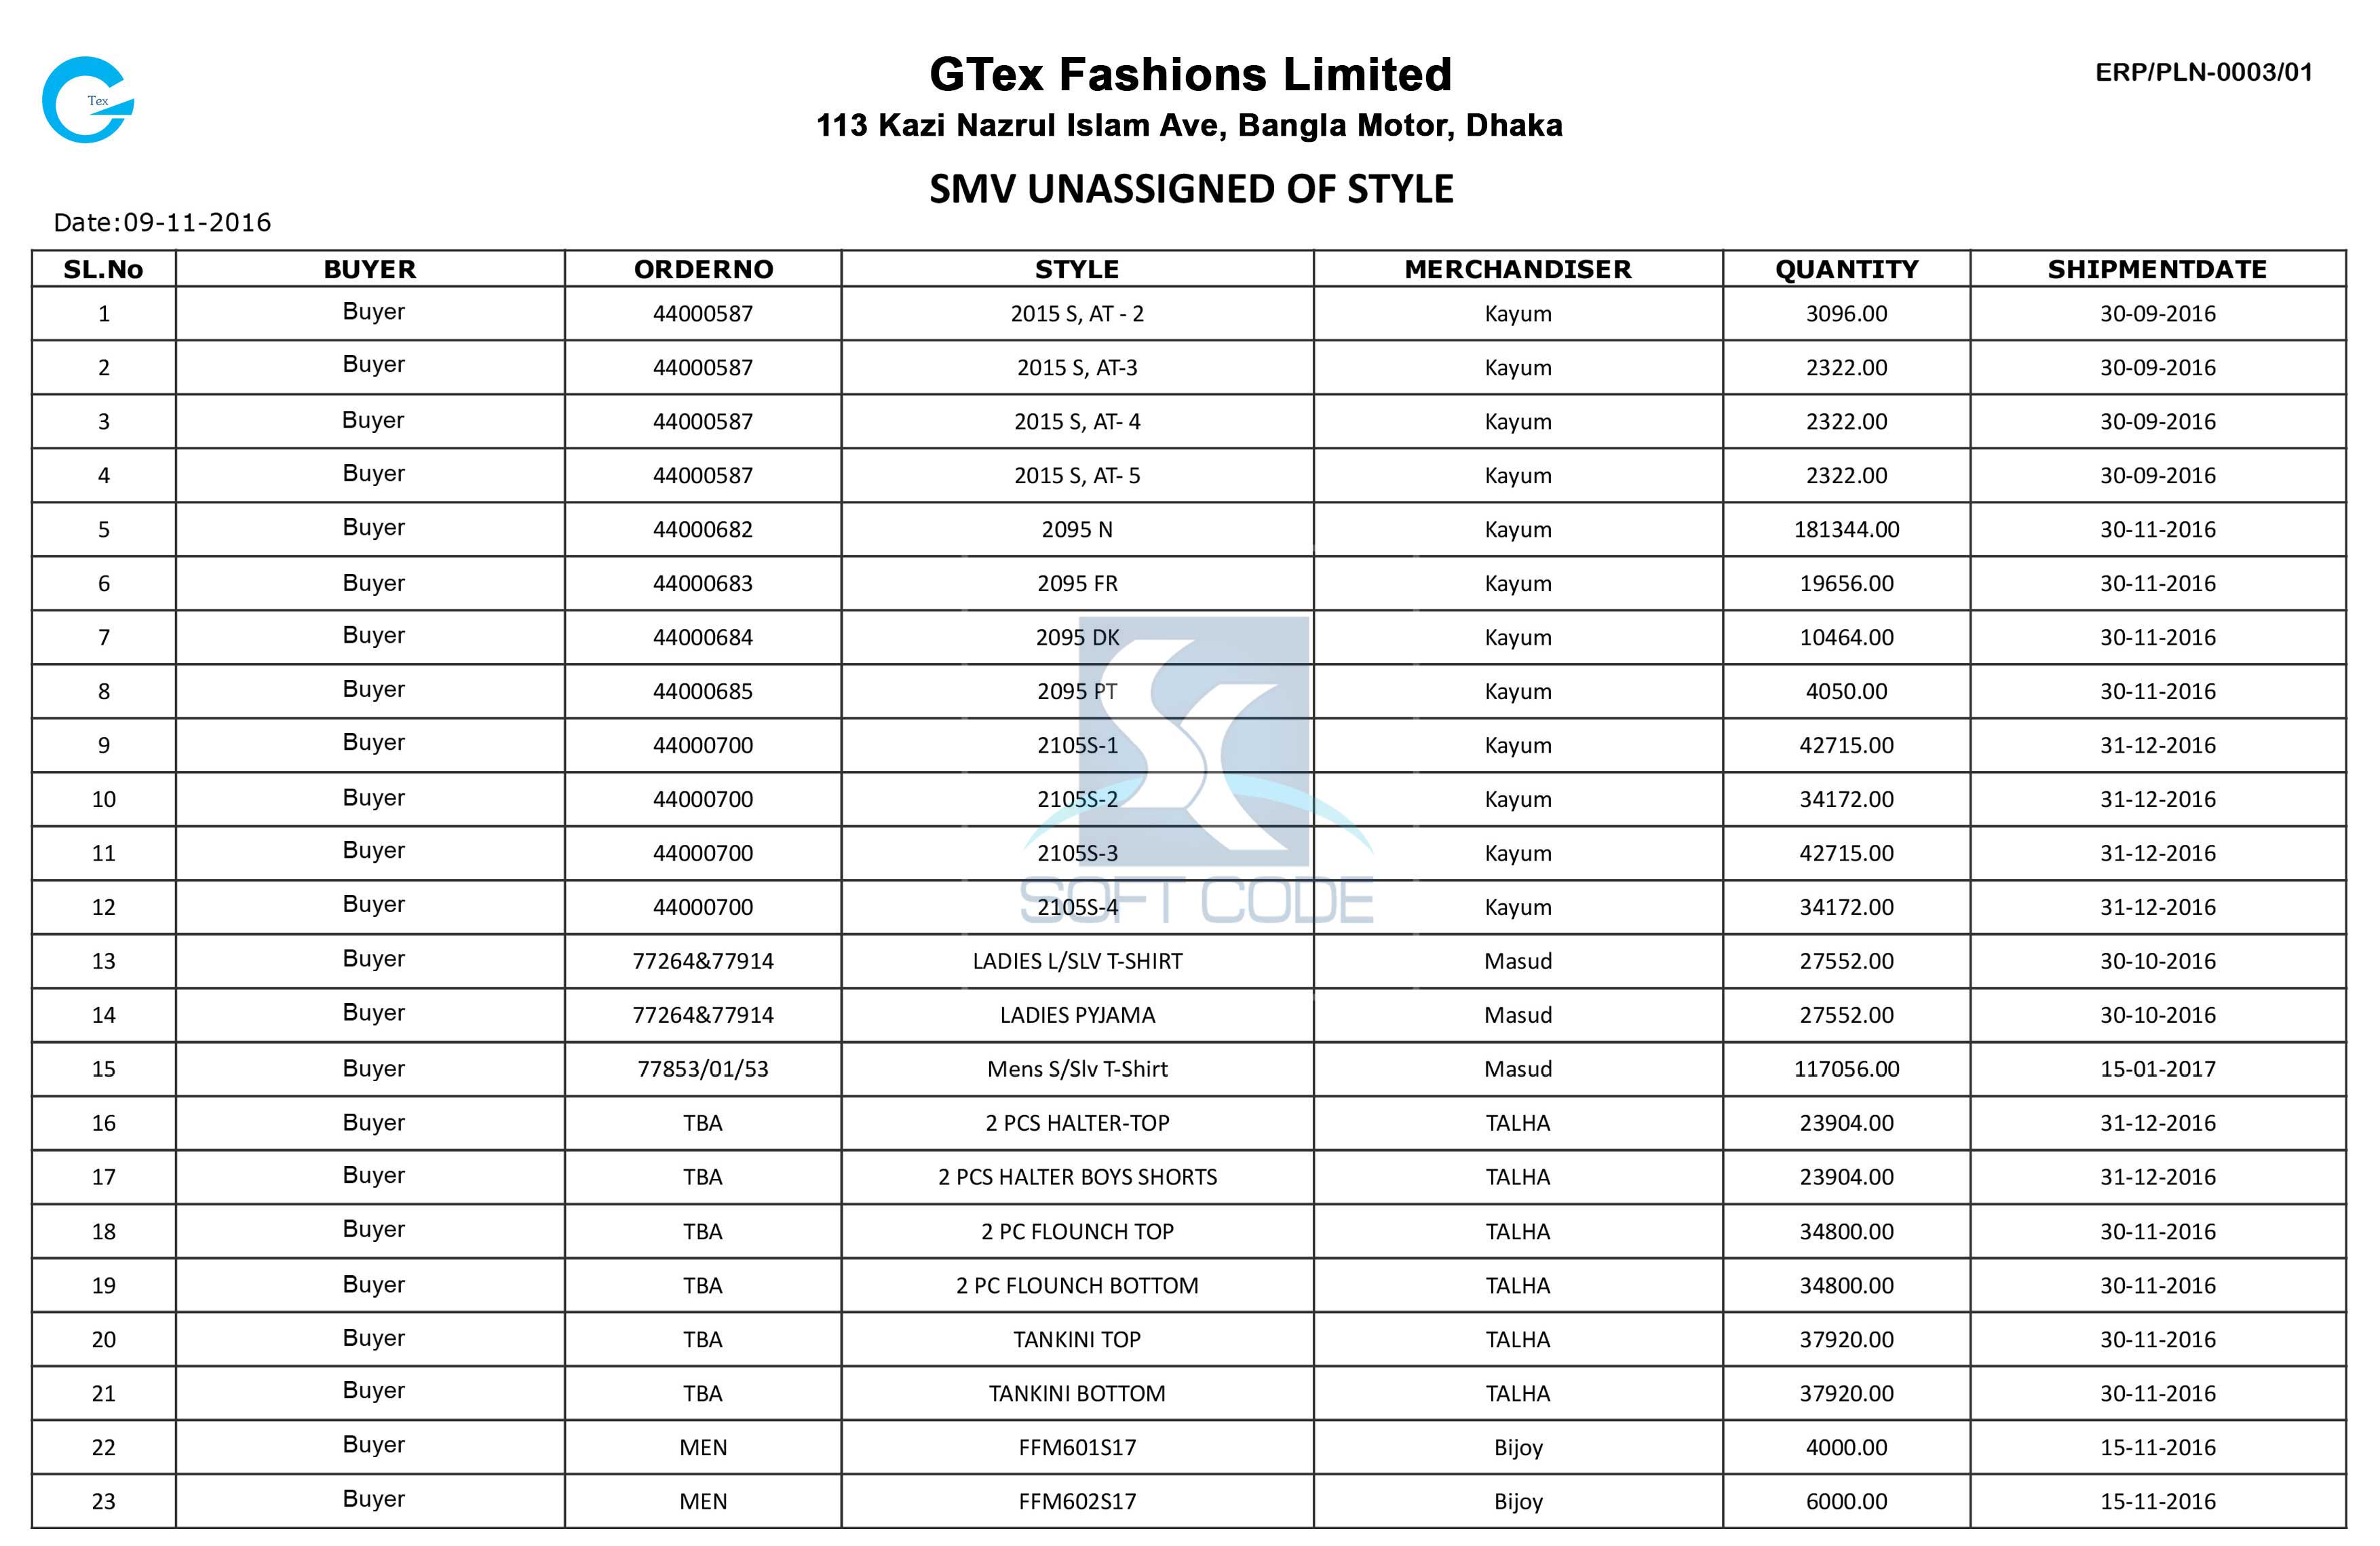 Tex
GTex Fashions Limited
ERP/PLN-0003/01
113 Kazi Nazrul Islam Ave, Bangla Motor, Dhaka
SMV UNASSIGNED OF STYLE
Date:09-11-2016
SL.No BUYER ORDERNO STYLE MERCHANDISER QUANTITY SHIPMENTDATE
1 Buyer 44000587 2015 S, AT - 2 Kayum 3096.00 30-09-2016
2 Buyer 44000587 2015 S, AT-3 Kayum 2322.00 30-09-2016
3 Buyer 44000587 2015 S, AT- 4 Kayum 2322.00 30-09-2016
4 Buyer 44000587 2015 S, AT- 5 Kayum 2322.00 30-09-2016
5 Buyer 44000682 2095 N Kayum 181344.00 30-11-2016
6 Buyer 44000683 2095 FR Kayum 19656.00 30-11-2016
7 Buyer 44000684 2095 DK Kayum 10464.00 30-11-2016
8 Buyer 44000685 2095 PT Kayum 4050.00 30-11-2016
9 Buyer 44000700 2105S-1 Kayum 42715.00 31-12-2016
10 Buyer 44000700 2105S-2 Kayum 34172.00 31-12-2016
11 Buyer 44000700 2105S-3 Kayum 42715.00 31-12-2016
12 Buyer 44000700 2105S-4 Kayum 34172.00 31-12-2016
SOFT CODE
13 Buyer 77264&77914 LADIES L/SLV T-SHIRT Masud 27552.00 30-10-2016
14 Buyer 77264&77914 LADIES PYJAMA Masud 27552.00 30-10-2016
15 Buyer 77853/01/53 Mens S/Slv T-Shirt Masud 117056.00 15-01-2017
16 Buyer TBA 2 PCS HALTER-TOP TALHA 23904.00 31-12-2016
17 Buyer TBA 2 PCS HALTER BOYS SHORTS TALHA 23904.00 31-12-2016
18 Buyer TBA 2 PC FLOUNCH TOP TALHA 34800.00 30-11-2016
19 Buyer TBA 2 PC FLOUNCH BOTTOM TALHA 34800.00 30-11-2016
20 Buyer TBA TANKINI TOP TALHA 37920.00 30-11-2016
21 Buyer TBA TANKINI BOTTOM TALHA 37920.00 30-11-2016
22 Buyer MEN FFM601S17 Bijoy 4000.00 15-11-2016
23 Buyer MEN FFM602S17 Bijoy 6000.00 15-11-2016